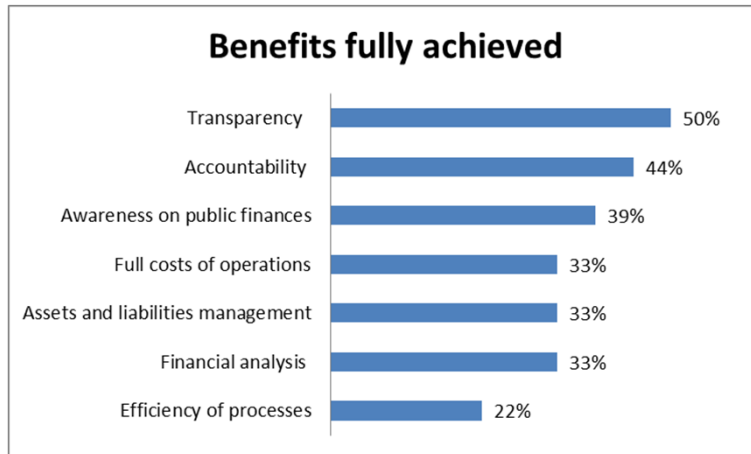 Benefits fully achieved
Transparency 50%
Accountability 44%
Awareness on public finances 39%
Full costs of operations 33%
Assets and liabilities management 33%
Financial analysis 33%
Efficiency of processes 22%